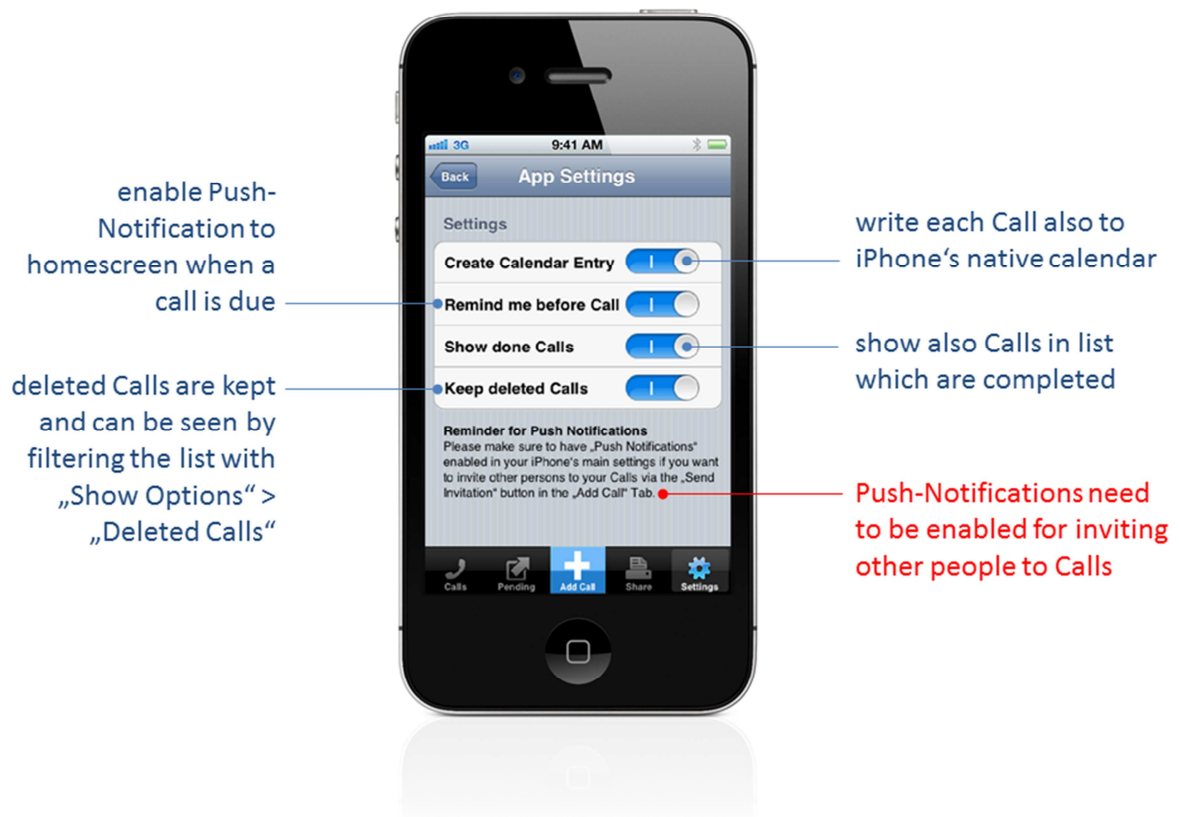 enable Push-
Notification to
homescreen when a
call is due
deleted Calls are kept
and can be seen by
filtering the list with
„Show Options“ >
„Deleted Calls“
3G
9:41 AM
Back
App Settings
Settings
Create Calendar Entry
Remind me before Call
Show done Calls
Keep deleted Calls
Reminder for Push Notifications
Please make sure to have „Push Notifications“
enabled in your iPhone's main settings if you want
to invite other persons to your Calls via the „Send
Invitation“ button in the „Add Call“ Tab.
Calls
Pending
Add Call
Share
Settings
write each Call also to
iPhone‘s native calendar
show also Calls in list
which are completed
Push-Notifications need
to be enabled for inviting
other people to Calls